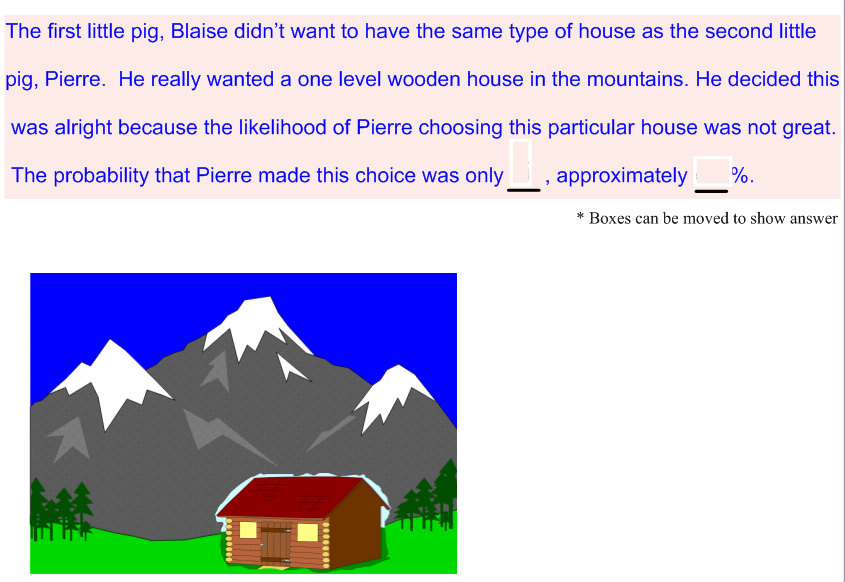 The first little pig, Blaise didn't want to have the same type of house as the second little
pig, Pierre. He really wanted a one level wooden house in the mountains. He decided this
was alright because the likelihood of Pierre choosing this particular house was not great.
The probability that Pierre made this choice was only , approximately %.
* Boxes can be moved to show answer